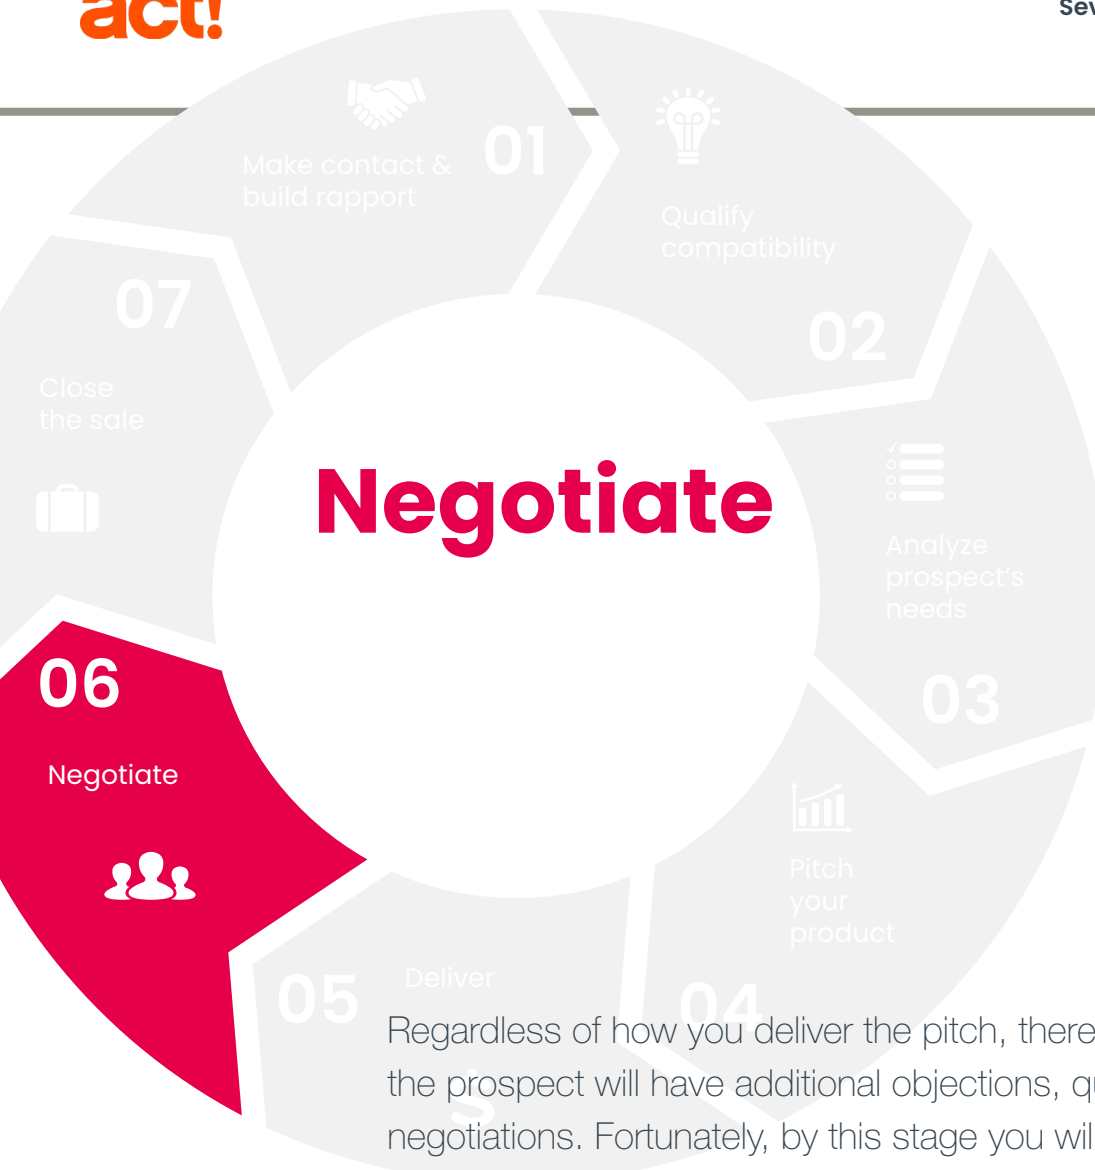 act!
Sev
Make contact &
build rapport
01
Qualify
compatibility
02
07
Close
the sale
Negotiate
Analyze
prospect's
needs
03
06
Negotiate
Pitch
your
product
04
05
Deliver
Regardless of how you deliver the pitch, there
the prospect will have additional objections, qu
negotiations. Fortunately, by this stage you wil